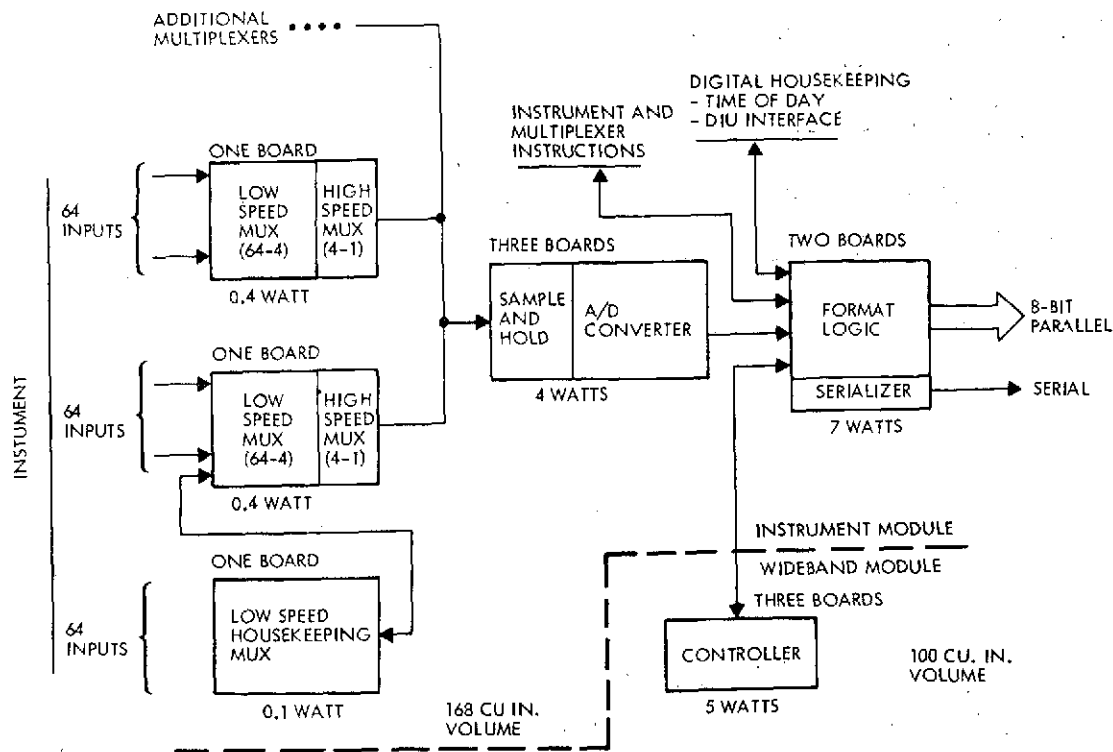 ADDITIONAL
MULTIPLEXERS
DIGITAL HOUSEKEEPING
- TIME OF DAY
- DIU INTERFACE
INSTRUMENT AND
MULTIPLEXER
INSTRUCTIONS
ONE BOARD
64
INPUTS
LOW
SPEED
MUX
(64-4)
HIGH
SPEED
MUX
(4-1)
0.4 WATT
THREE BOARDS
SAMPLE
AND
HOLD
A/D
CONVERTER
4 WATTS
TWO BOARDS
FORMAT
LOGIC
SERIALIZER
7 WATTS
8-BIT
PARALLEL
SERIAL
INSTUMENT
ONE BOARD
64
INPUTS
LOW
SPEED
MUX
(64-4)
HIGH
SPEED
MUX
(4-1)
0.4 WATT
ONE BOARD
64
INPUTS
LOW SPEED
HOUSEKEEPING
MUX
0.1 WATT
INSTRUMENT MODULE
WIDEBAND MODULE
THREE BOARDS
CONTROLLER
5 WATTS
168 CU IN.
VOLUME
100 CU. IN.
VOLUME